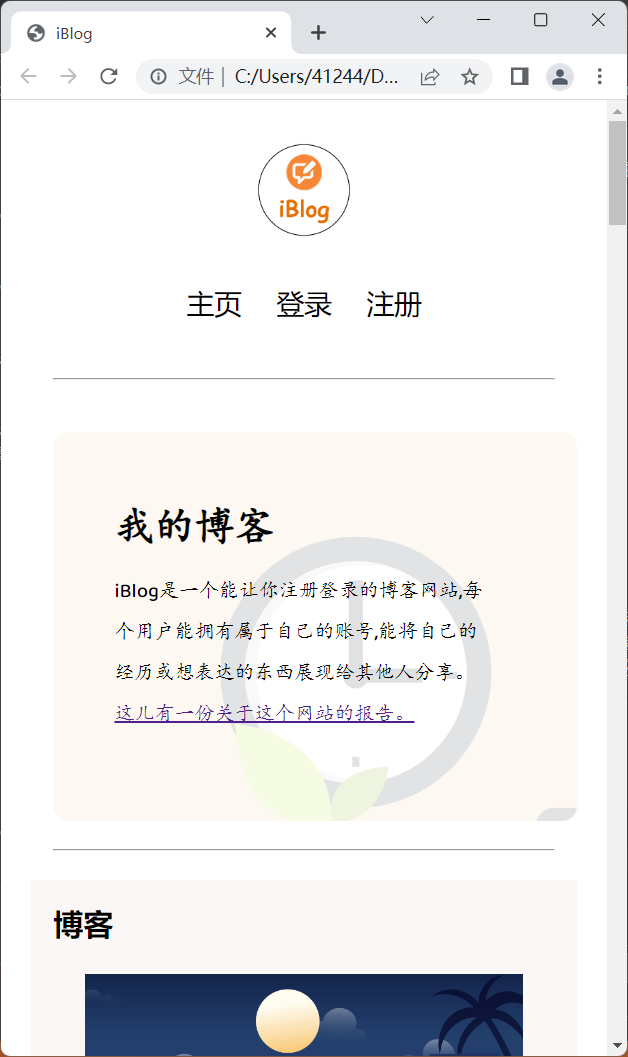 iBlog
文件 | C:/Users/41244/D...
iBlog
主页 登录 注册
我的博客
iBlog是一个能让你注册登录的博客网站,每
个用户能拥有属于自己的账号,能将自己的
经历或想表达的东西展现给其他人分享。
这儿有一份关于这个网站的报告。
博客